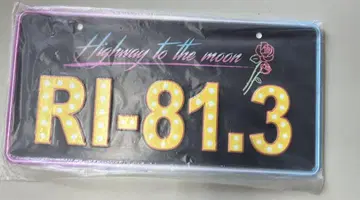 Highway to the moon
RI-81.3